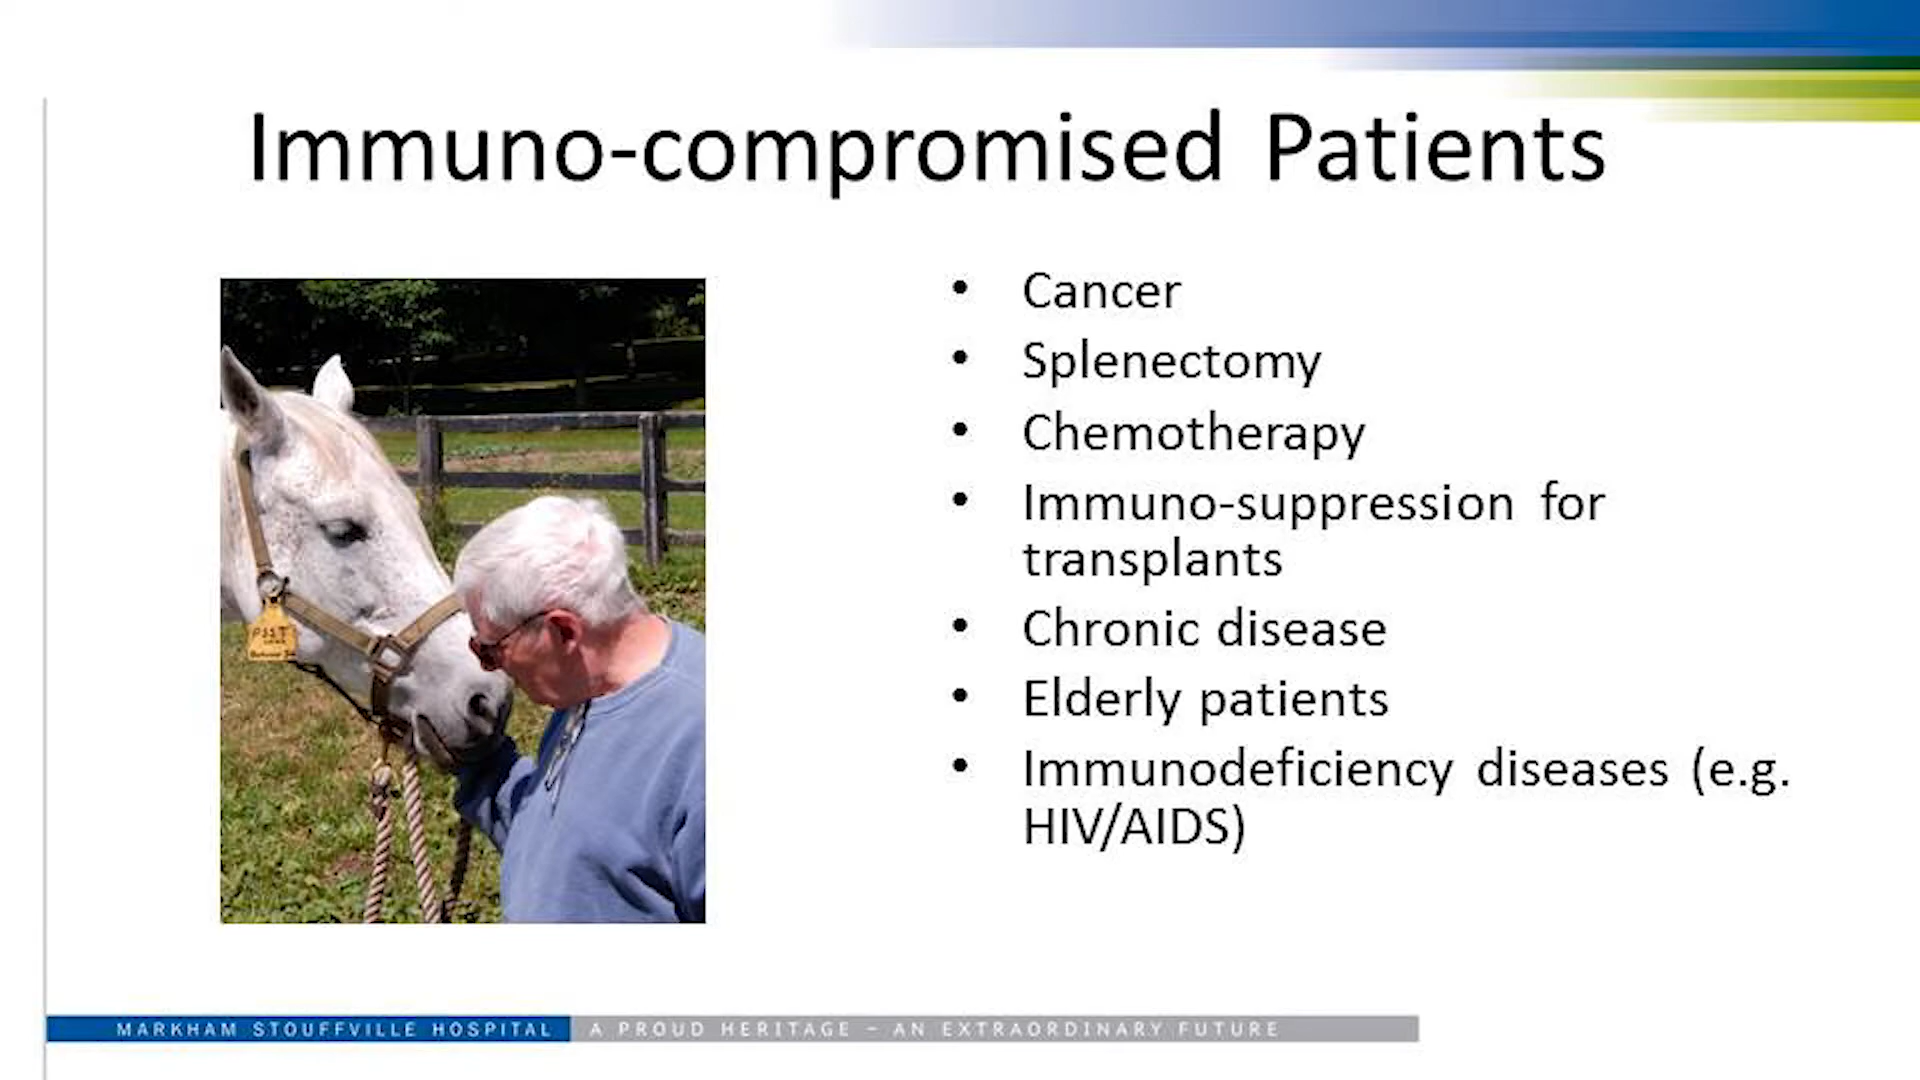 Immuno-compromised Patients
• Cancer
• Splenectomy
• Chemotherapy
• Immuno-suppression for
transplants
• Chronic disease
• Elderly patients
• Immunodeficiency diseases (e.g.
HIV/AIDS)
MARKHAM STOUFFVILLE HOSPITAL A PROUD HERITAGE – AN EXTRAORDINARY FUTURE